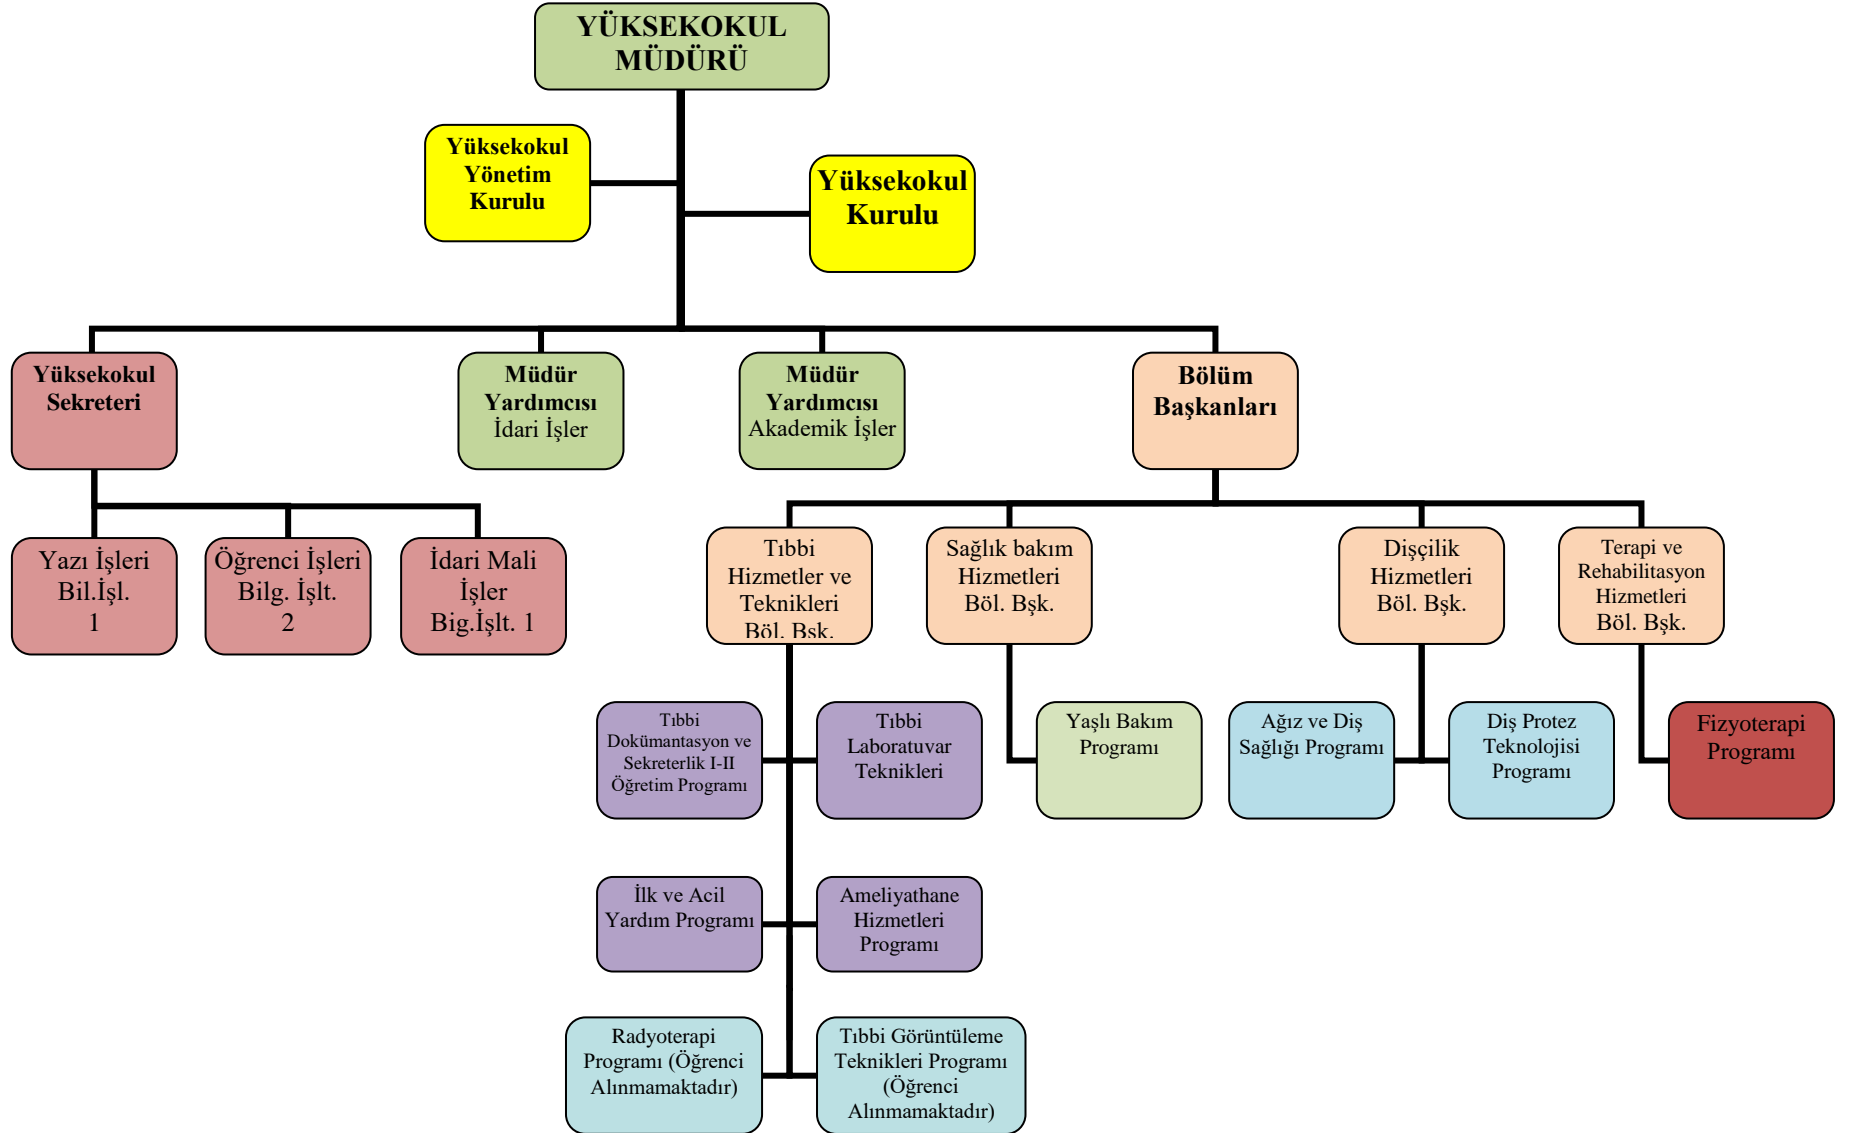 YÜKSEKOKUL
MÜDÜRÜ
Yüksekokul
Yönetim
Kurulu
Yüksekokul
Kurulu
Yüksekokul
Sekreteri
Müdür
Yardımcısı
İdari İşler
Müdür
Yardımcısı
Akademik İşler
Bölüm
Başkanları
Yazı İşleri
Bil.İşl.
1
Öğrenci İşleri
Bilg. İşlt.
2
İdari Mali
İşler
Big.İşlt. 1
Tıbbi
Hizmetler ve
Teknikleri
Böl. Bşk.
Sağlık bakım
Hizmetleri
Böl. Bşk.
Dişçilik
Hizmetleri
Böl. Bşk.
Terapi ve
Rehabilitasyon
Hizmetleri
Böl. Bşk.
Tıbbi
Dokümantasyon ve
Sekreterlik I-II
Öğretim Programı
Tıbbi
Laboratuvar
Teknikleri
Yaşlı Bakım
Programı
Ağız ve Diş
Sağlığı Programı
Diş Protez
Teknolojisi
Programı
Fizyoterapi
Programı
İlk ve Acil
Yardım Programı
Ameliyathane
Hizmetleri
Programı
Radyoterapi
Programı (Öğrenci
Alınmamaktadır)
Tıbbi Görüntüleme
Teknikleri Programı
(Öğrenci
Alınmamaktadır)